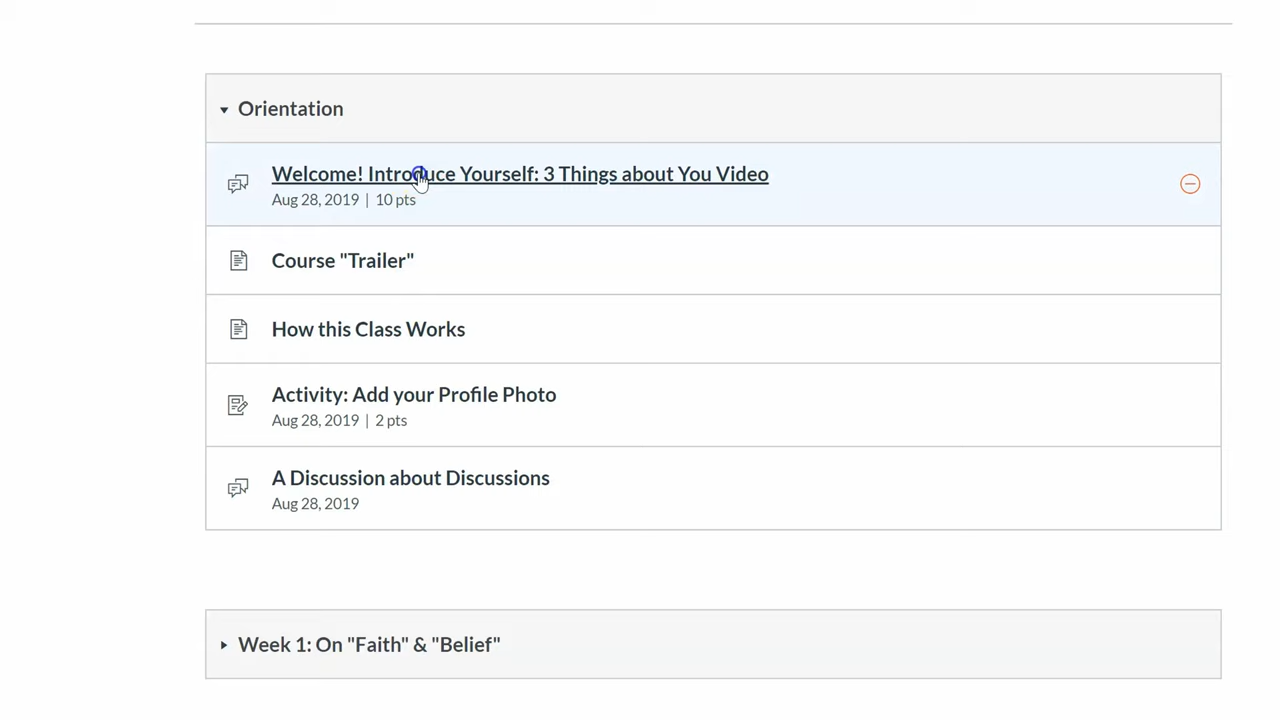 Orientation
Welcome! Introduce Yourself: 3 Things about You Video
Aug 28, 2019 | 10 pts
Course "Trailer"
How this Class Works
Activity: Add your Profile Photo
Aug 28, 2019 | 2 pts
A Discussion about Discussions
Aug 28, 2019
Week 1: On "Faith" & "Belief"